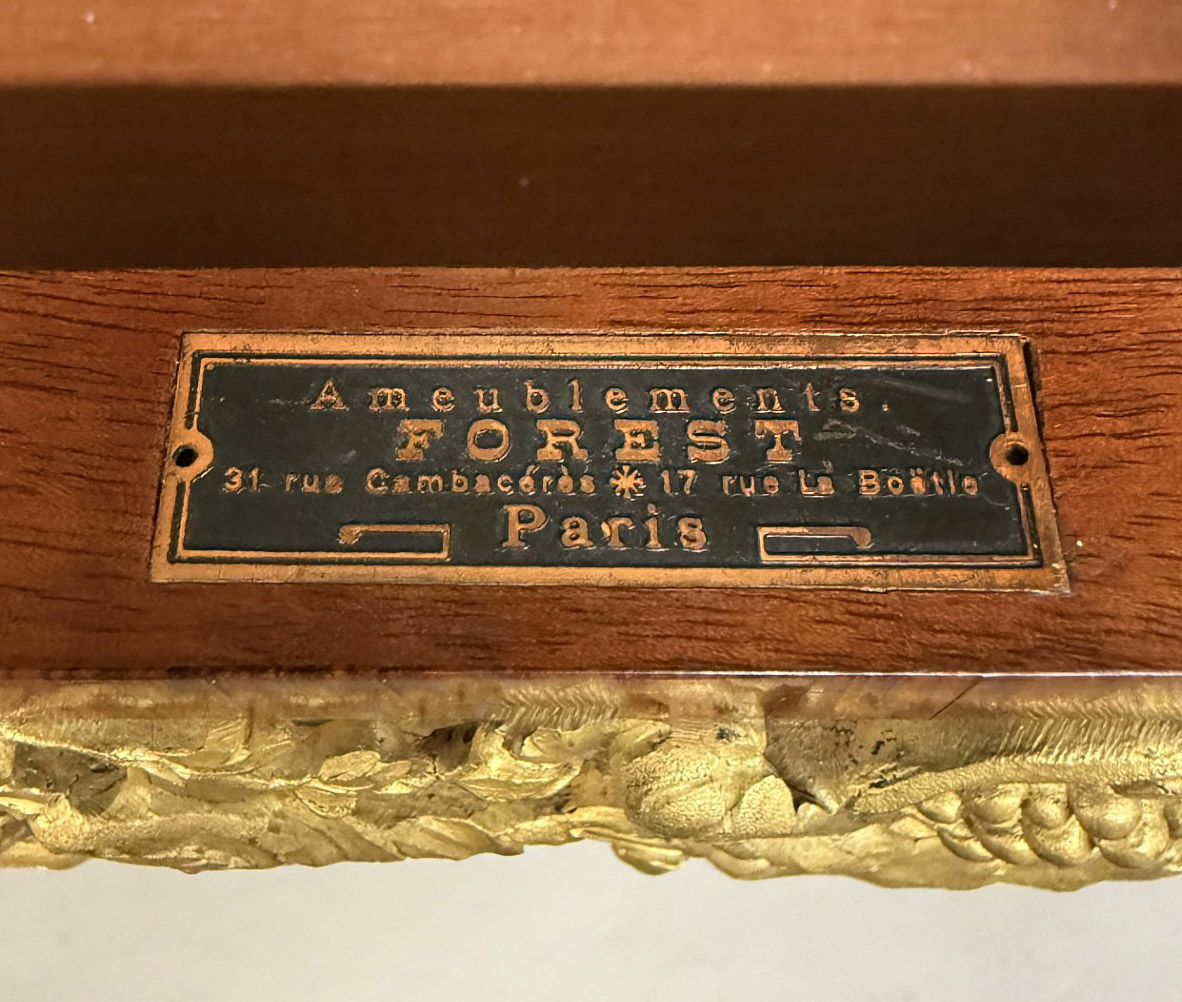 Ameublements.
FOREST
31 rue Cambacérès * 17 rue La Boëtie
Paris